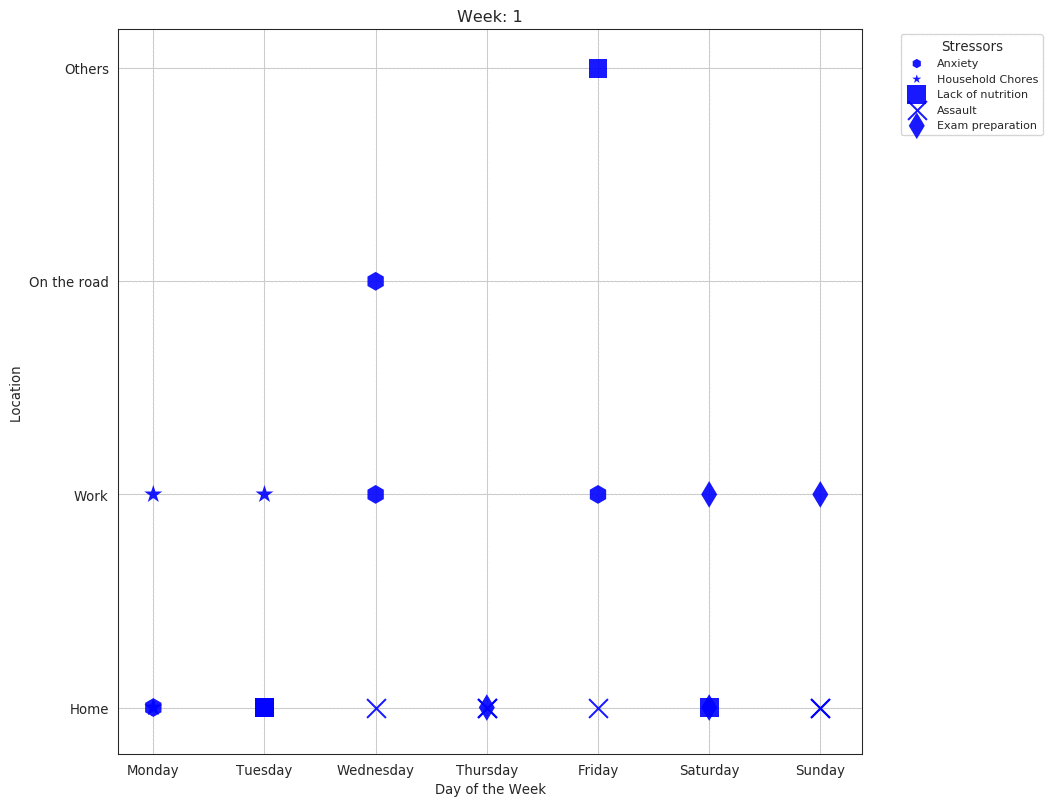 Week: 1
Stressors
Anxiety
Household Chores
Lack of nutrition
Assault
Exam preparation
Others
On the road
Work
Home
Location
Monday Tuesday Wednesday Thursday Friday Saturday Sunday
Day of the Week